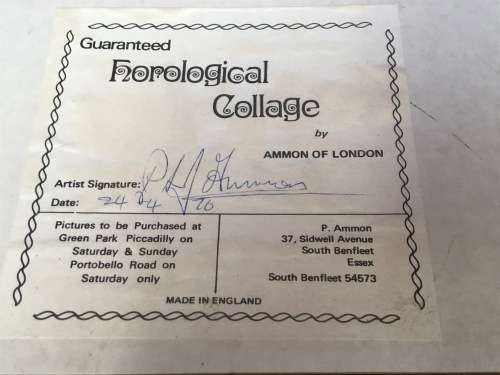 Guaranteed
Horological
Collage
by
AMMON OF LONDON
Artist Signature: P Ammon
Date: 24 4 76
Pictures to be Purchased at
Green Park Piccadilly on
Saturday & Sunday
Portobello Road on
Saturday only
P. Ammon
37, Sidwell Avenue
South Benfleet
Essex
South Benfleet 54573
MADE IN ENGLAND